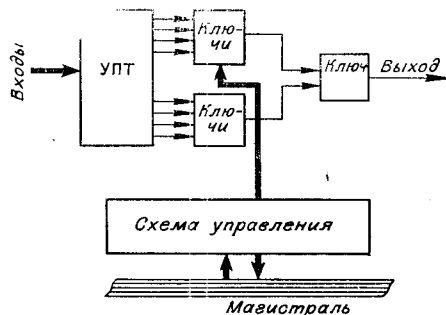 Входы
УПТ
Клю-
чи
Клю-
чи
Ключ
Выход
Схема управления
Магистраль